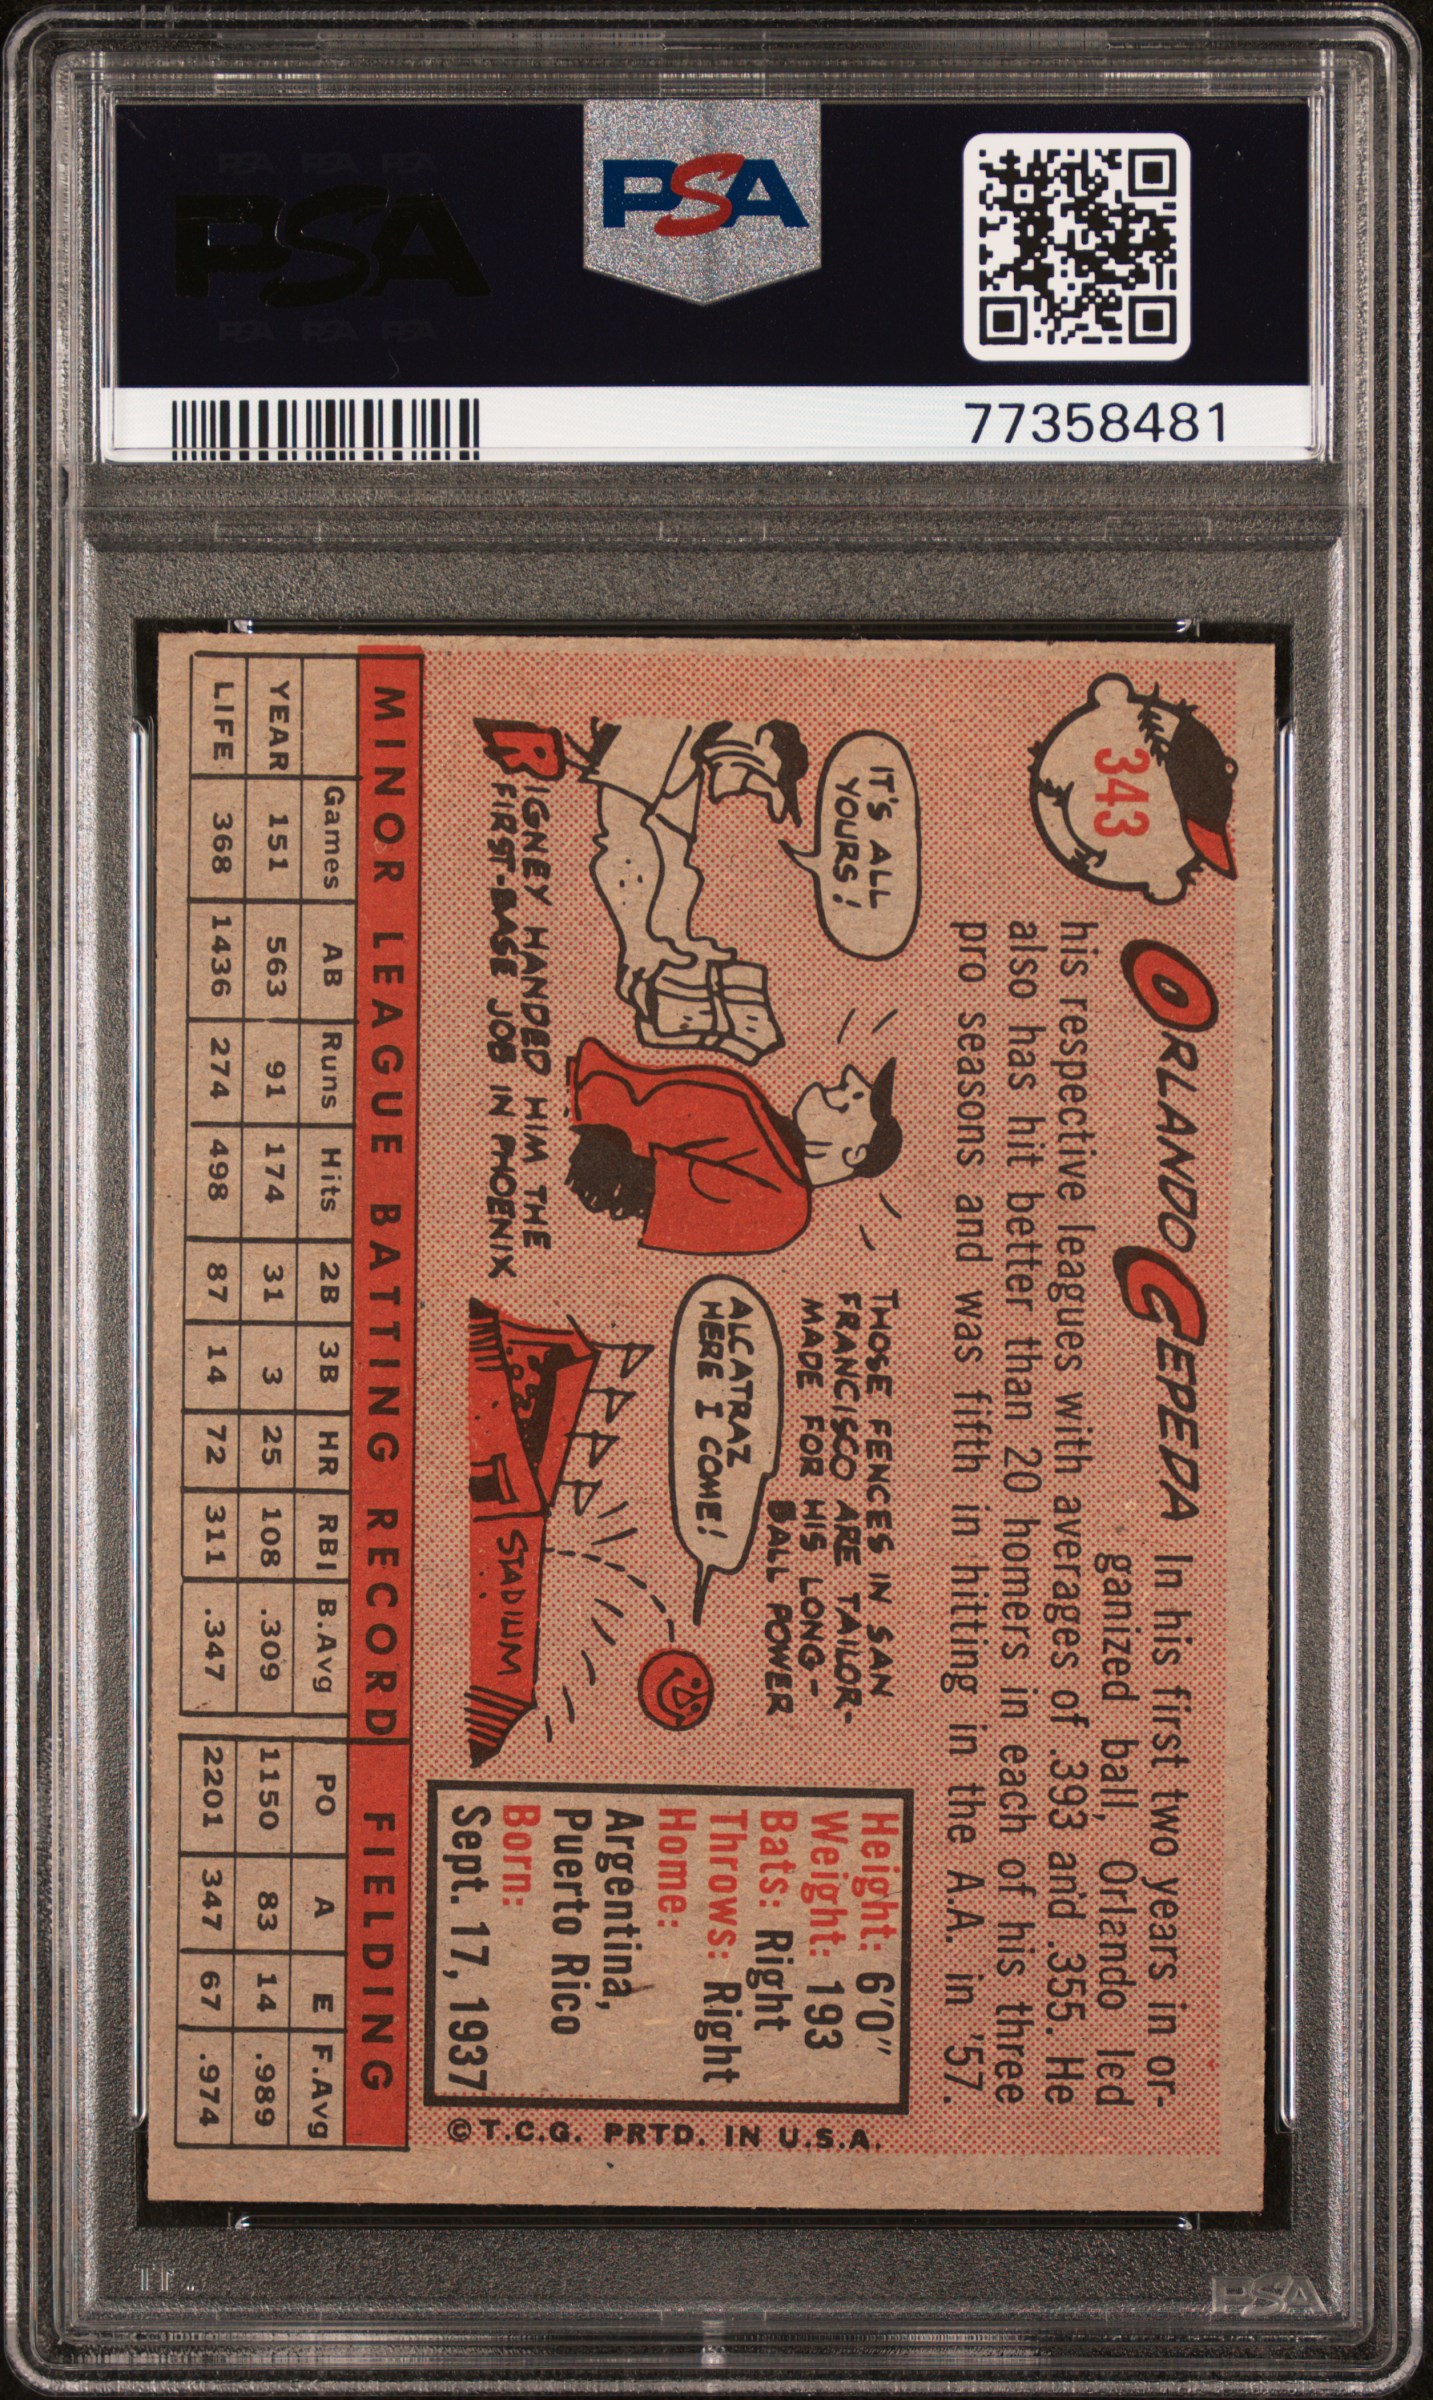 PSA PSA PSA
PSA
PSA PSA PSA
PSA
77358481
343
ORLANDO CEPEDA In his first two years in or-
ganized ball, Orlando led
his respective leagues with averages of .393 and .355. He
also has hit better than 20 homers in each of his three
pro seasons and was fifth in hitting in the A.A. in '57.
IT'S ALL
YOURS!
RIGNEY HANDED HIM THE
FIRST-BASE JOB IN PHOENIX
THOSE FENCES IN SAN
FRANCISCO ARE TAILOR-
MADE FOR HIS LONG-
BALL POWER
ALCATRAZ
HERE I COME!
STADIUM
Height: 6'0"
Weight: 193
Bats: Right
Throws: Right
Home:
Argentina,
Puerto Rico
Born:
Sept. 17, 1937
© T.C.G. PRTD. IN U.S.A.
MINOR LEAGUE BATTING RECORD FIELDING
Games AB Runs Hits 2B 3B HR RBI B.Avg PO A E F.Avg
YEAR 151 563 91 174 31 3 25 108 .309 1150 83 14 .989
LIFE 368 1436 274 498 87 14 72 311 .347 2201 347 67 .974
PSA